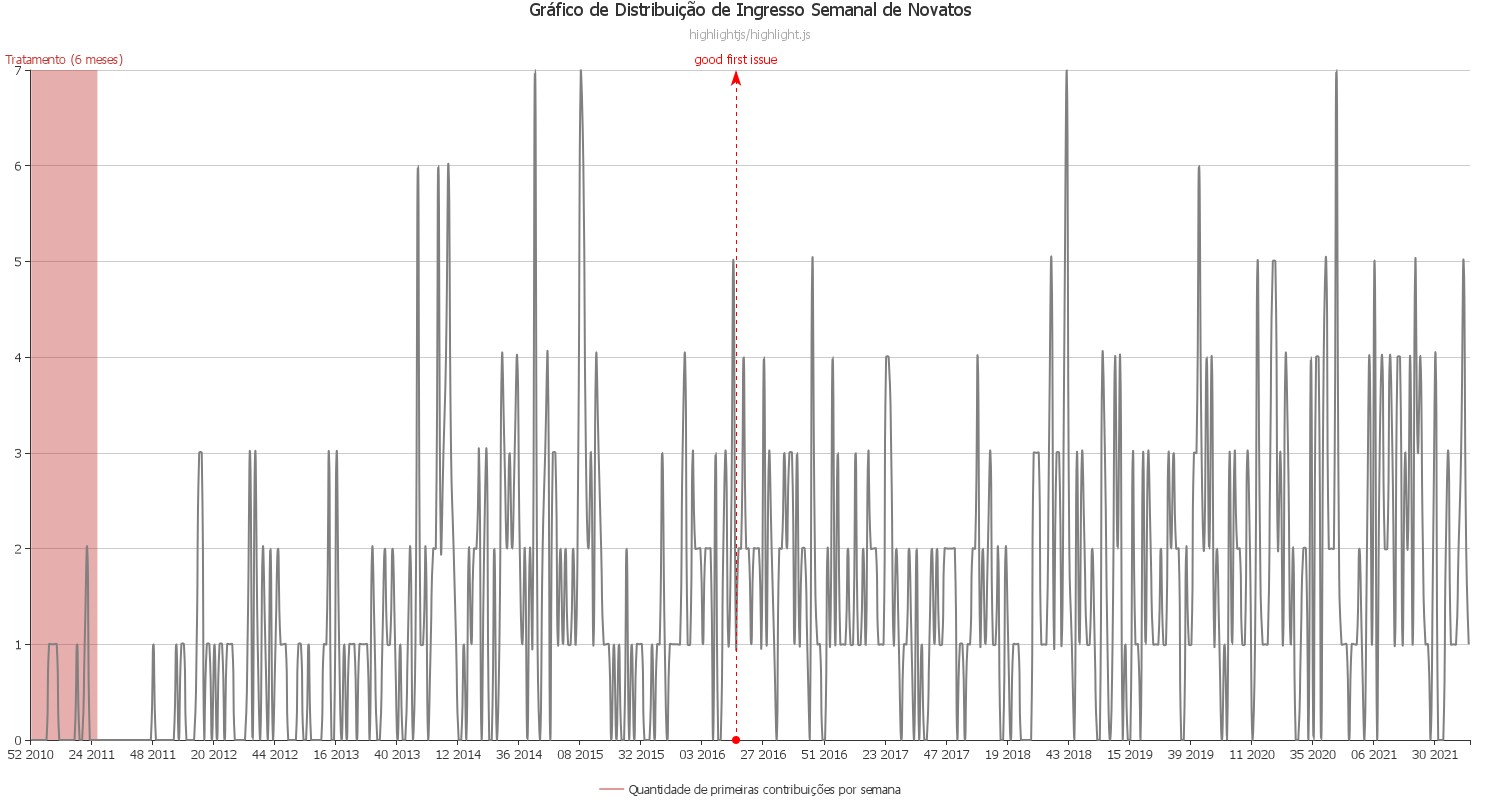 Gráfico de Distribuição de Ingresso Semanal de Novatos
highlightjs/highlight.js
Tratamento (6 meses)
good first issue
7
6
5
4
3
2
1
0
52 2010 24 2011 48 2011 20 2012 44 2012 16 2013 40 2013 12 2014 36 2014 08 2015 32 2015 03 2016 27 2016 51 2016 23 2017 47 2017 19 2018 43 2018 15 2019 39 2019 11 2020 35 2020 06 2021 30 2021
Quantidade de primeiras contribuições por semana